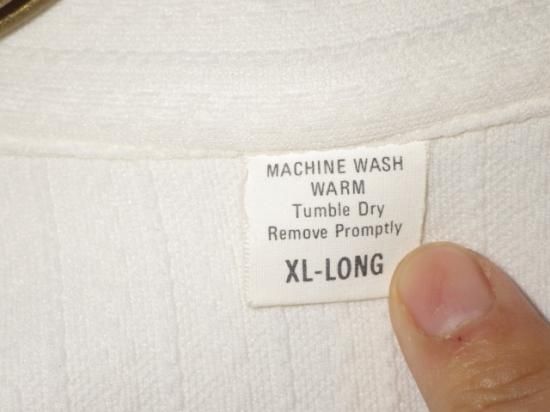 MACHINE WASH
WARM
Tumble Dry
Remove Promptly
XL-LONG